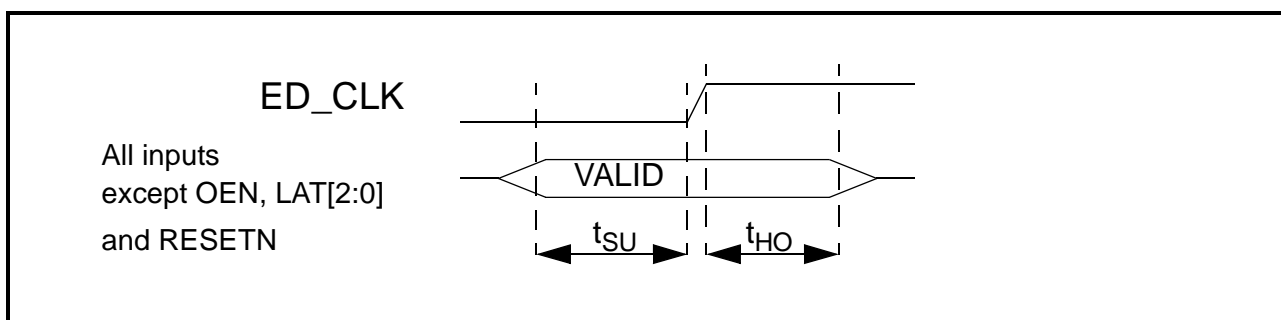 ED_CLK
All inputs
except OEN, LAT[2:0]
and RESETN
VALID
tSU
tHO